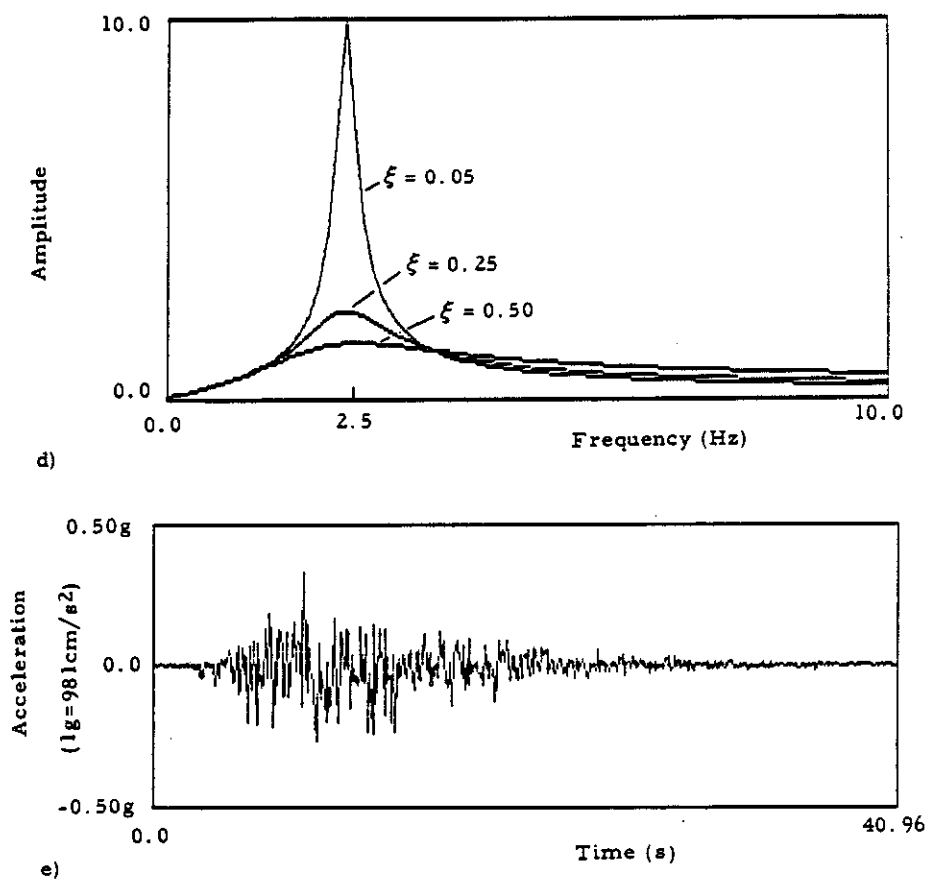 10.0
Amplitude
ξ = 0.05
ξ = 0.25
ξ = 0.50
0.0
0.0
2.5
10.0
Frequency (Hz)
d)
0.50g
Acceleration
(1g=981cm/s2)
0.0
-0.50g
0.0
40.96
Time (s)
e)